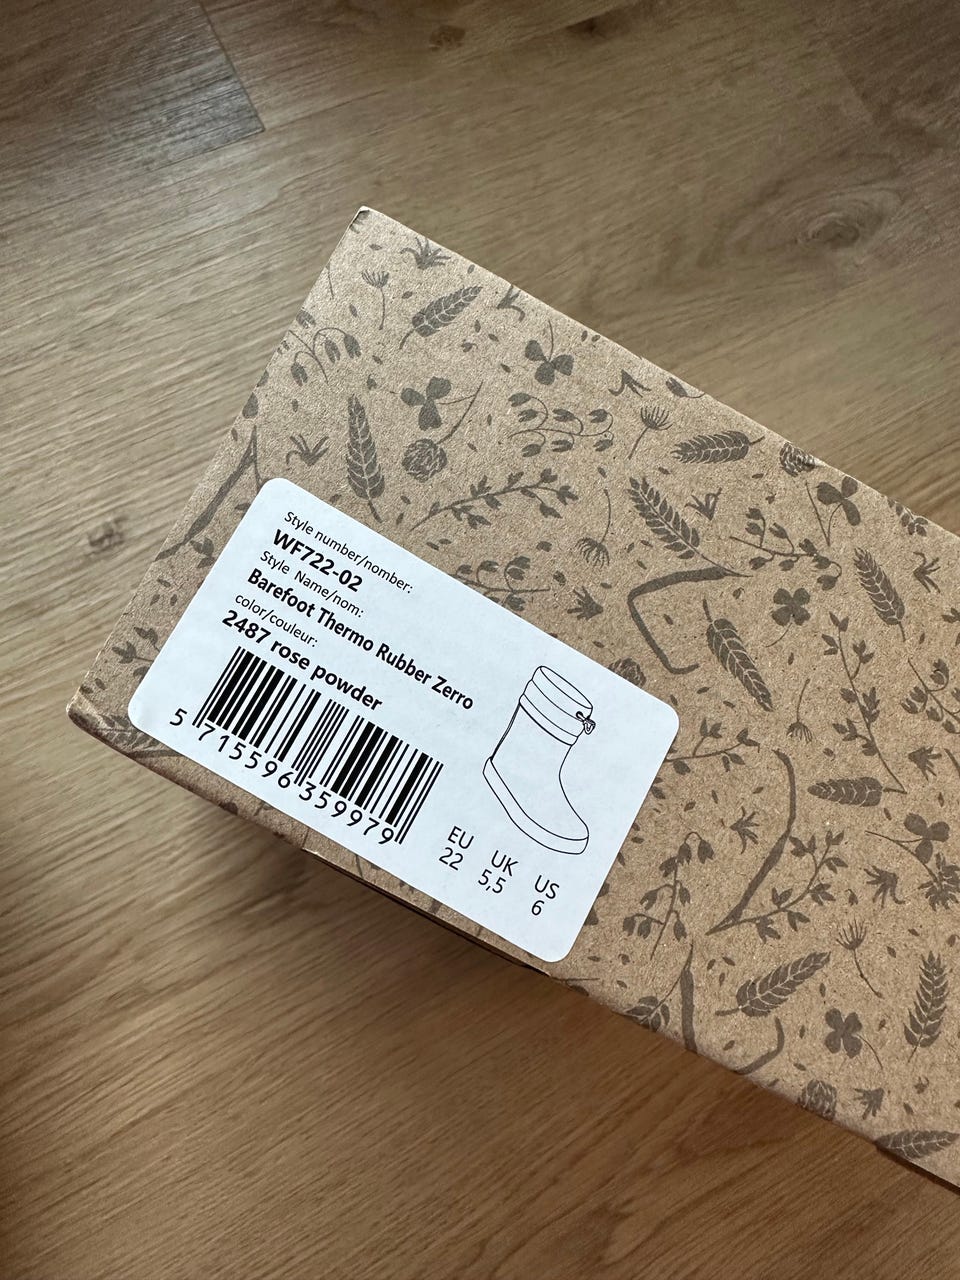 Style number/nomber:
WF722-02
Style Name/nom:
Barefoot Thermo Rubber Zerro
color/couleur:
2487 rose powder
5 715596 359979
EU UK US
22 5,5 6